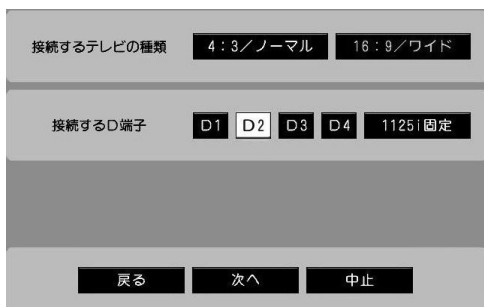 接続するテレビの種類 4:3/ノーマル 16:9/ワイド
接続するD端子 D1 D2 D3 D4 1125i固定
戻る 次へ 中止